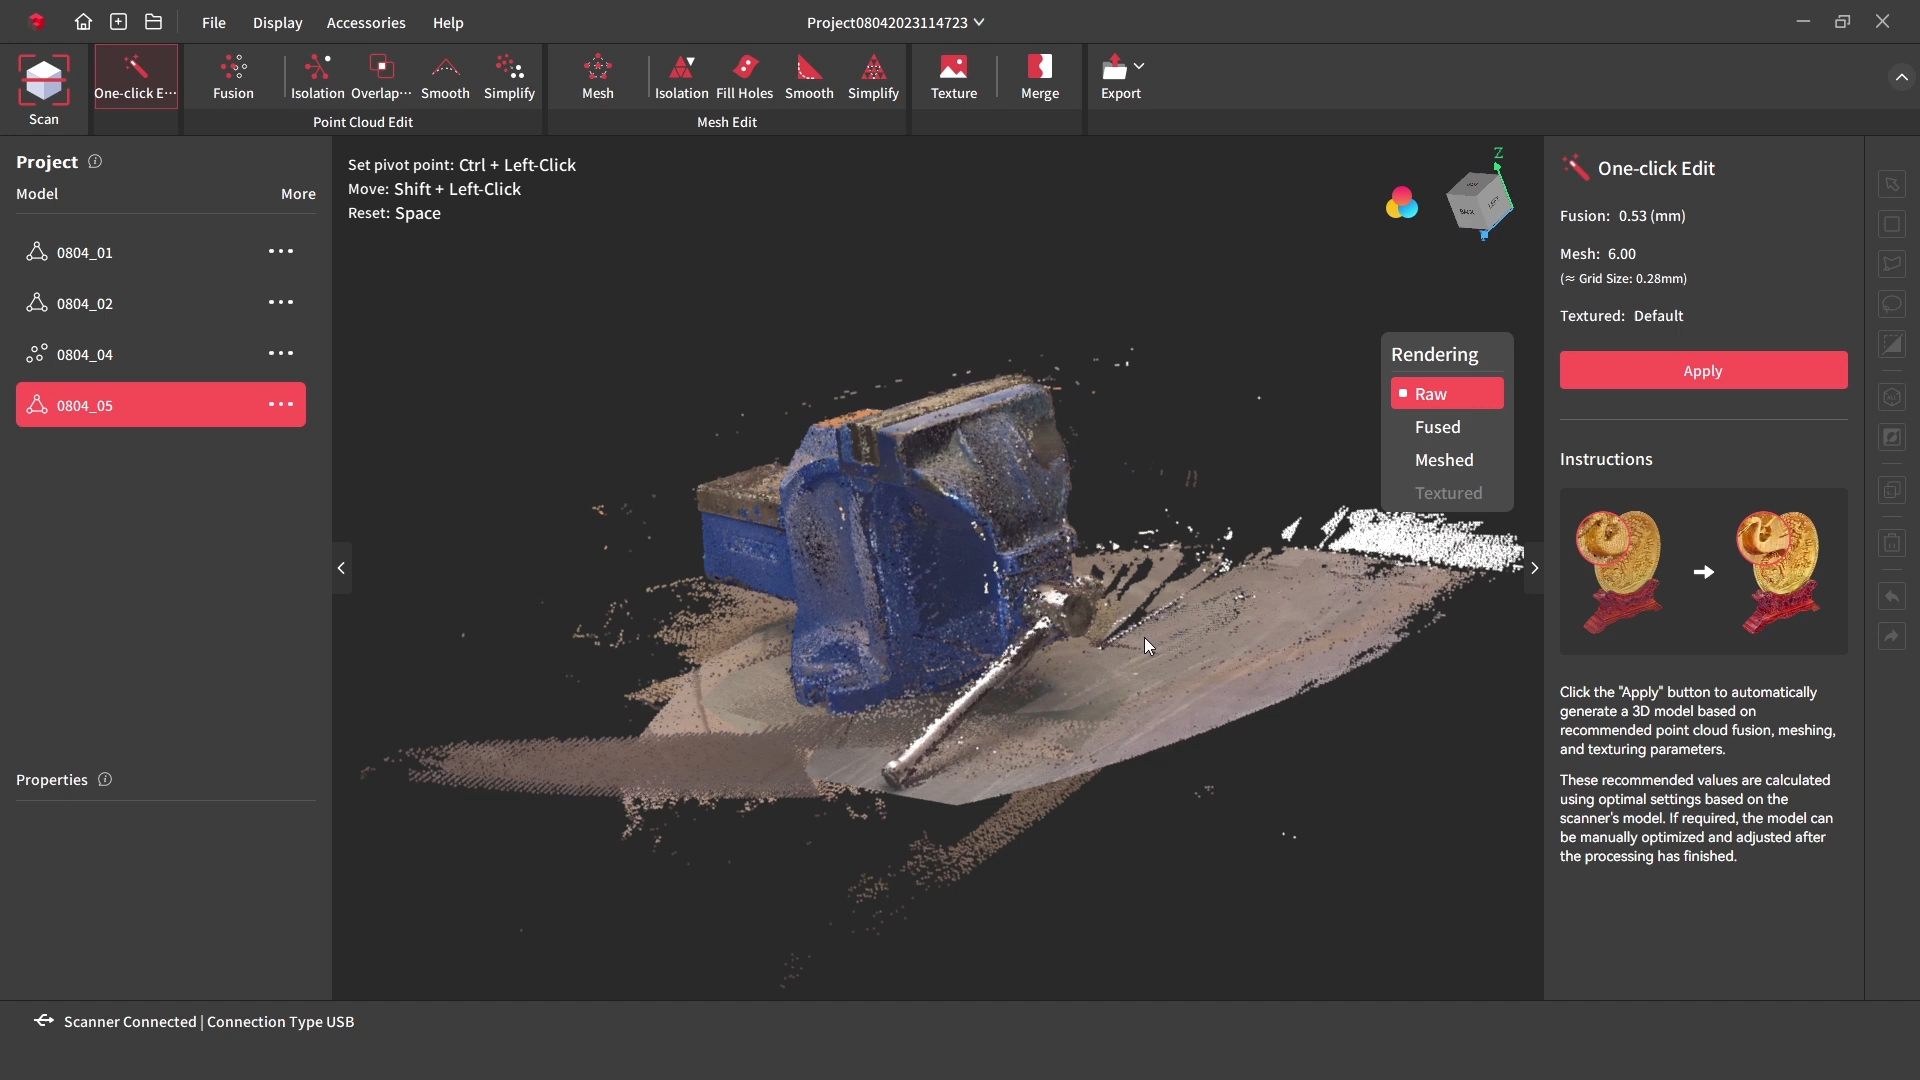 File Display Accessories Help Project08042023114723
Scan
One-click E···
Fusion Isolation Overlap··· Smooth Simplify
Point Cloud Edit
Mesh Isolation Fill Holes Smooth Simplify
Mesh Edit
Texture Merge Export
Project
Model More
0804_01
0804_02
0804_04
0804_05
Properties
Set pivot point: Ctrl + Left-Click
Move: Shift + Left-Click
Reset: Space
Z
BACK LEFT
Rendering
Raw
Fused
Meshed
Textured
One-click Edit
Fusion: 0.53 (mm)
Mesh: 6.00
(≈ Grid Size: 0.28mm)
Textured: Default
Apply
Instructions
Click the "Apply" button to automatically
generate a 3D model based on
recommended point cloud fusion, meshing,
and texturing parameters.
These recommended values are calculated
using optimal settings based on the
scanner's model. If required, the model can
be manually optimized and adjusted after
the processing has finished.
Scanner Connected | Connection Type USB